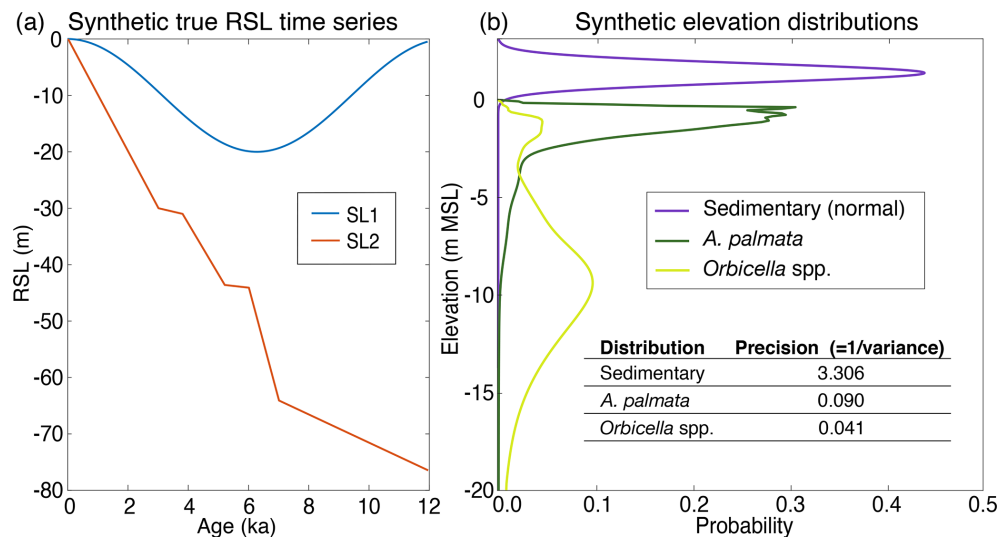 (a) Synthetic true RSL time series
0
-10
-20
-30
-40
-50
-60
-70
-80
RSL (m)
SL1
SL2
0 2 4 6 8 10 12
Age (ka)
(b) Synthetic elevation distributions
0
-5
-10
-15
-20
Elevation (m MSL)
Sedimentary (normal)
A. palmata
Orbicella spp.
Distribution Precision (=1/variance)
Sedimentary 3.306
A. palmata 0.090
Orbicella spp. 0.041
0.0 0.1 0.2 0.3 0.4 0.5
Probability